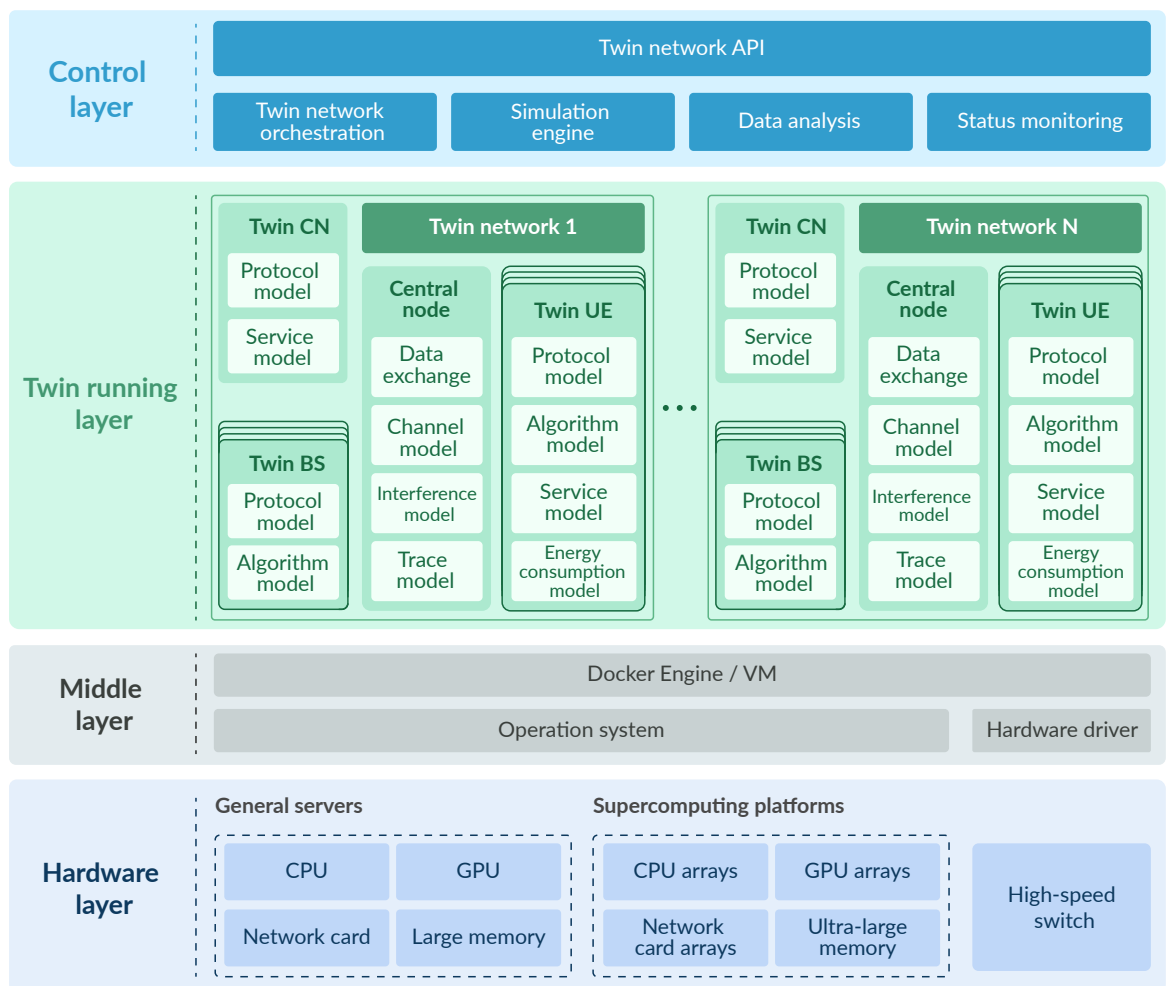 Control
layer
Twin network API
Twin network
orchestration
Simulation
engine
Data analysis
Status monitoring
Twin running
layer
Twin CN
Protocol
model
Service
model
Twin BS
Protocol
model
Algorithm
model
Twin network 1
Central
node
Data
exchange
Channel
model
Interference
model
Trace
model
Twin UE
Protocol
model
Algorithm
model
Service
model
Energy
consumption
model
...
Twin CN
Protocol
model
Service
model
Twin BS
Protocol
model
Algorithm
model
Twin network N
Central
node
Data
exchange
Channel
model
Interference
model
Trace
model
Twin UE
Protocol
model
Algorithm
model
Service
model
Energy
consumption
model
Middle
layer
Docker Engine / VM
Operation system
Hardware driver
Hardware
layer
General servers
CPU
GPU
Network card
Large memory
Supercomputing platforms
CPU arrays
GPU arrays
Network
card arrays
Ultra-large
memory
High-speed
switch